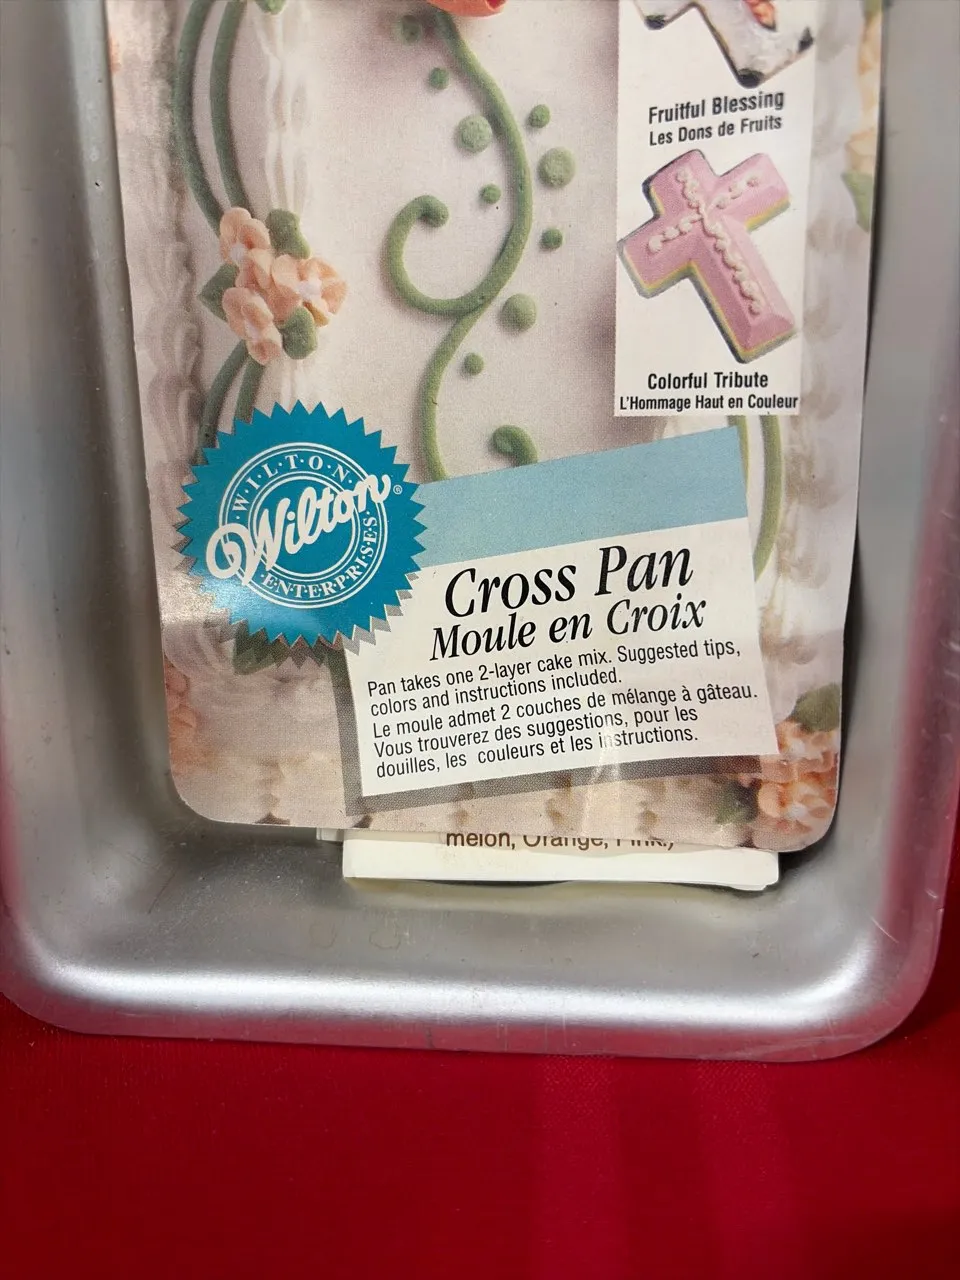 Fruitful Blessing
Les Dons de Fruits
Colorful Tribute
L'Hommage Haut en Couleur
W·I·L·T·O·N
Wilton®
·ENTERPRISES·
Cross Pan
Moule en Croix
Pan takes one 2-layer cake mix. Suggested tips,
colors and instructions included.
Le moule admet 2 couches de mélange à gâteau.
Vous trouverez des suggestions, pour les
douilles, les couleurs et les instructions.
melon, Orange, Pink.)